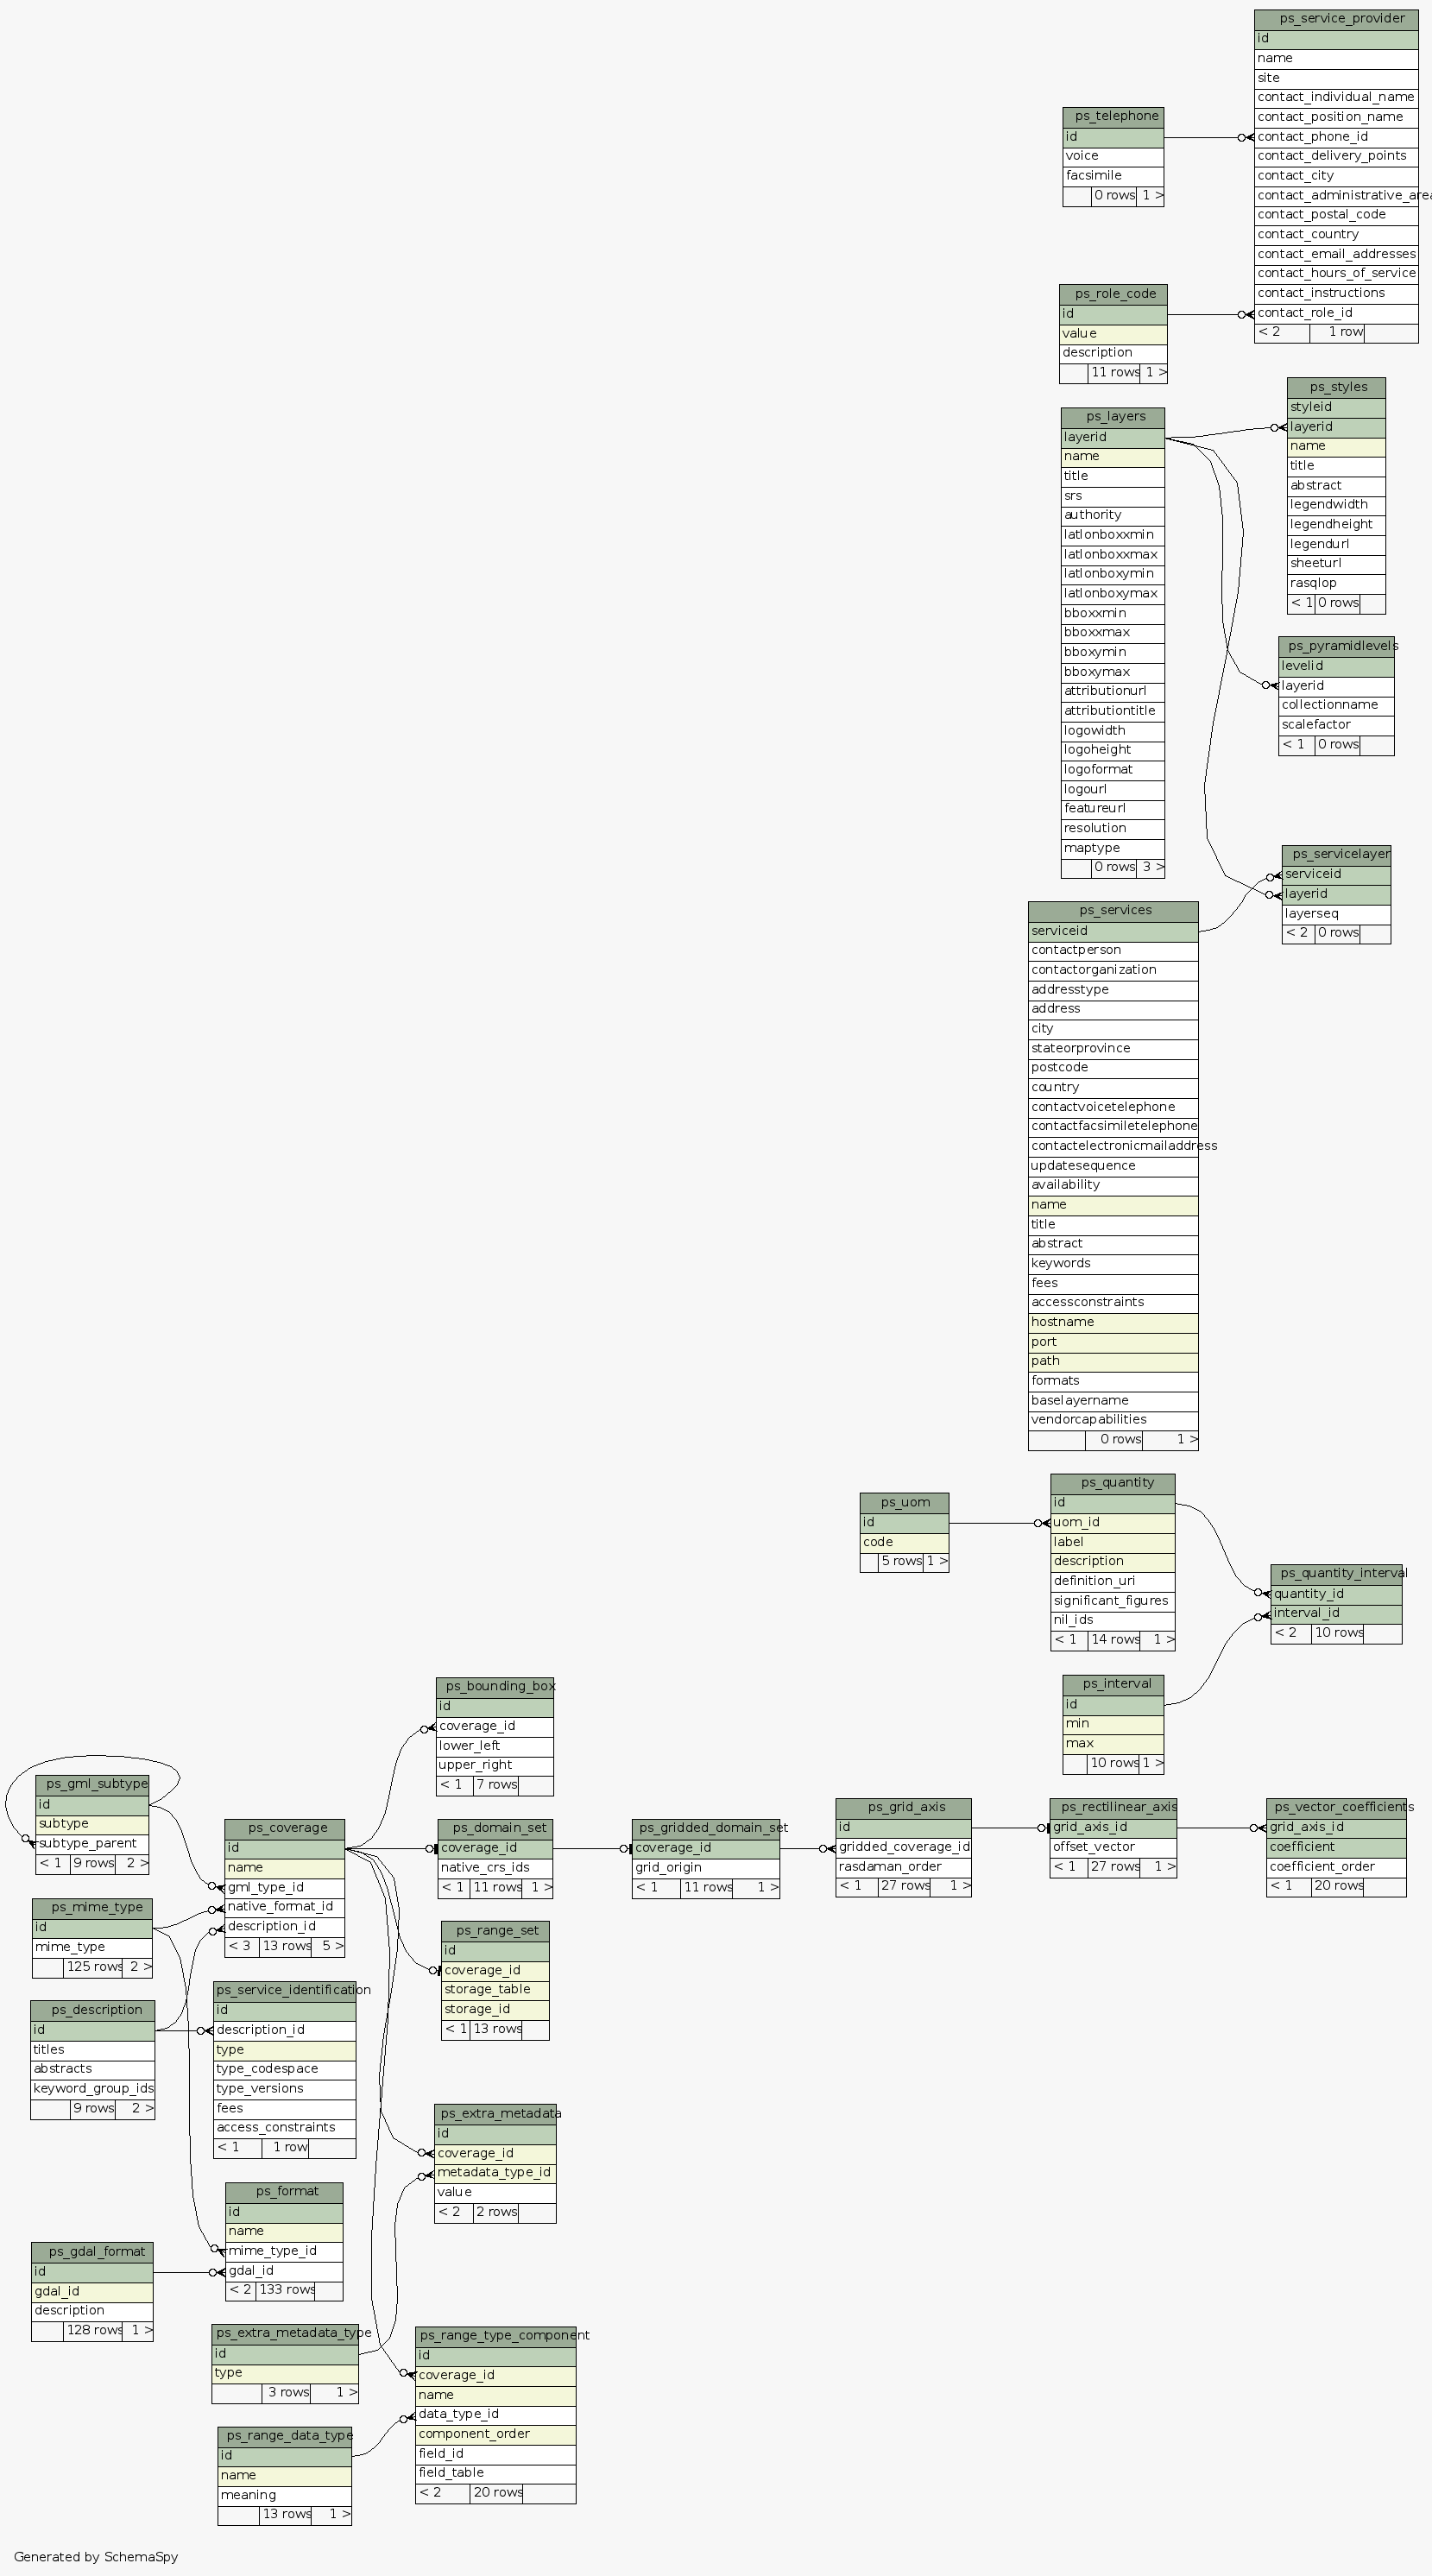 ps_service_provider
id
name
site
contact_individual_name
contact_position_name
contact_phone_id
contact_delivery_points
contact_city
contact_administrative_area
contact_postal_code
contact_country
contact_email_addresses
contact_hours_of_service
contact_instructions
contact_role_id
< 2 1 row
ps_telephone
id
voice
facsimile
0 rows 1 >
ps_role_code
id
value
description
11 rows 1 >
ps_styles
styleid
layerid
name
title
abstract
legendwidth
legendheight
legendurl
sheeturl
rasqlop
< 1 0 rows
ps_layers
layerid
name
title
srs
authority
latlonboxxmin
latlonboxxmax
latlonboxymin
latlonboxymax
bboxxmin
bboxxmax
bboxymin
bboxymax
attributionurl
attributiontitle
logowidth
logoheight
logoformat
logourl
featureurl
resolution
maptype
0 rows 3 >
ps_pyramidlevels
levelid
layerid
collectionname
scalefactor
< 1 0 rows
ps_servicelayer
serviceid
layerid
layerseq
< 2 0 rows
ps_services
serviceid
contactperson
contactorganization
addresstype
address
city
stateorprovince
postcode
country
contactvoicetelephone
contactfacsimiletelephone
contactelectronicmailaddress
updatesequence
availability
name
title
abstract
keywords
fees
accessconstraints
hostname
port
path
formats
baselayername
vendorcapabilities
0 rows 1 >
ps_uom
id
code
5 rows 1 >
ps_quantity
id
uom_id
label
description
definition_uri
significant_figures
nil_ids
< 1 14 rows 1 >
ps_quantity_interval
quantity_id
interval_id
< 2 10 rows
ps_interval
id
min
max
10 rows 1 >
ps_bounding_box
id
coverage_id
lower_left
upper_right
< 1 7 rows
ps_gml_subtype
id
subtype
subtype_parent
< 1 9 rows 2 >
ps_coverage
id
name
gml_type_id
native_format_id
description_id
< 3 13 rows 5 >
ps_domain_set
coverage_id
native_crs_ids
< 1 11 rows 1 >
ps_gridded_domain_set
coverage_id
grid_origin
< 1 11 rows 1 >
ps_grid_axis
id
gridded_coverage_id
rasdaman_order
< 1 27 rows 1 >
ps_rectilinear_axis
grid_axis_id
offset_vector
< 1 27 rows 1 >
ps_vector_coefficients
grid_axis_id
coefficient
coefficient_order
< 1 20 rows
ps_mime_type
id
mime_type
125 rows 2 >
ps_range_set
id
coverage_id
storage_table
storage_id
< 1 13 rows
ps_description
id
titles
abstracts
keyword_group_ids
9 rows 2 >
ps_service_identification
id
description_id
type
type_codespace
type_versions
fees
access_constraints
< 1 1 row
ps_extra_metadata
id
coverage_id
metadata_type_id
value
< 2 2 rows
ps_format
id
name
mime_type_id
gdal_id
< 2 133 rows
ps_gdal_format
id
gdal_id
description
128 rows 1 >
ps_extra_metadata_type
id
type
3 rows 1 >
ps_range_type_component
id
coverage_id
name
data_type_id
component_order
field_id
field_table
< 2 20 rows
ps_range_data_type
id
name
meaning
13 rows 1 >
Generated by SchemaSpy